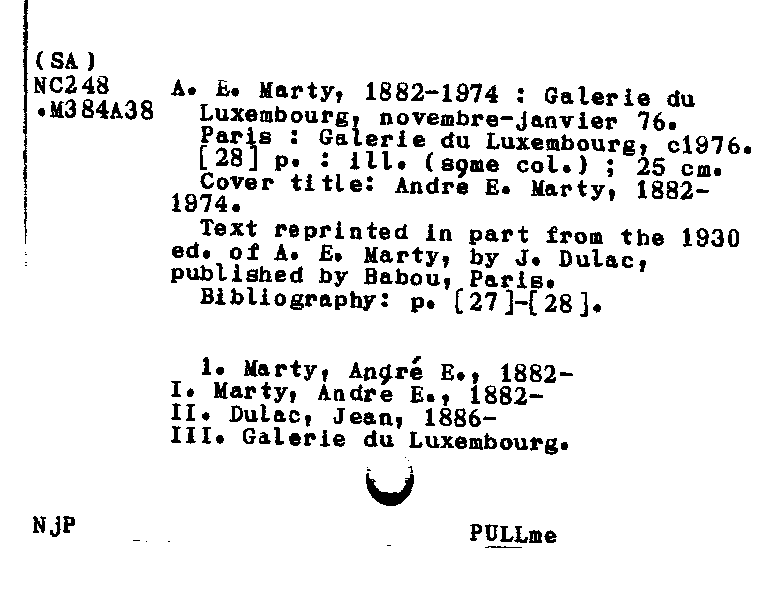 (SA)
NC248
.M384A38
A. E. Marty, 1882-1974 : Galerie du
Luxembourg, novembre-janvier 76.
Paris : Galerie du Luxembourg, c1976.
[28] p. : ill. (some col.) ; 25 cm.
Cover title: Andre E. Marty, 1882-
1974.
Text reprinted in part from the 1930
ed. of A. E. Marty, by J. Dulac,
published by Babou, Paris.
Bibliography: p. [27]-[28].
1. Marty, André E., 1882-
I. Marty, Andre E., 1882-
II. Dulac, Jean, 1886-
III. Galerie du Luxembourg.
NjP
PULLme